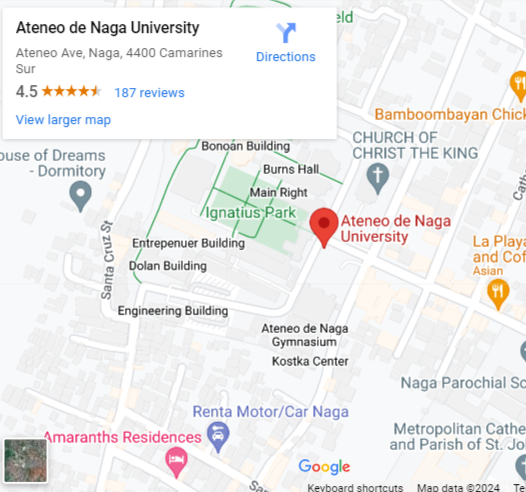 Ateneo de Naga University
Ateneo Ave, Naga, 4400 Camarines
Sur
4.5
187 reviews
Directions
View larger map
eld
Bamboombayan Chick
Bonoan Building
CHURCH OF
CHRIST THE KING
ouse of Dreams
- Dormitory
Burns Hall
Main Right
Ignatius Park
Ateneo de Naga
University
Santa Cruz St
Entrepenuer Building
La Playa
and Cof
Asian
Dolan Building
Engineering Building
Ateneo de Naga
Gymnasium
Kostka Center
Naga Parochial Sc
Renta Motor/Car Naga
Metropolitan Cathe
and Parish of St. Jo
Amaranths Residences
Google
Keyboard shortcuts
Map data ©2024
Te